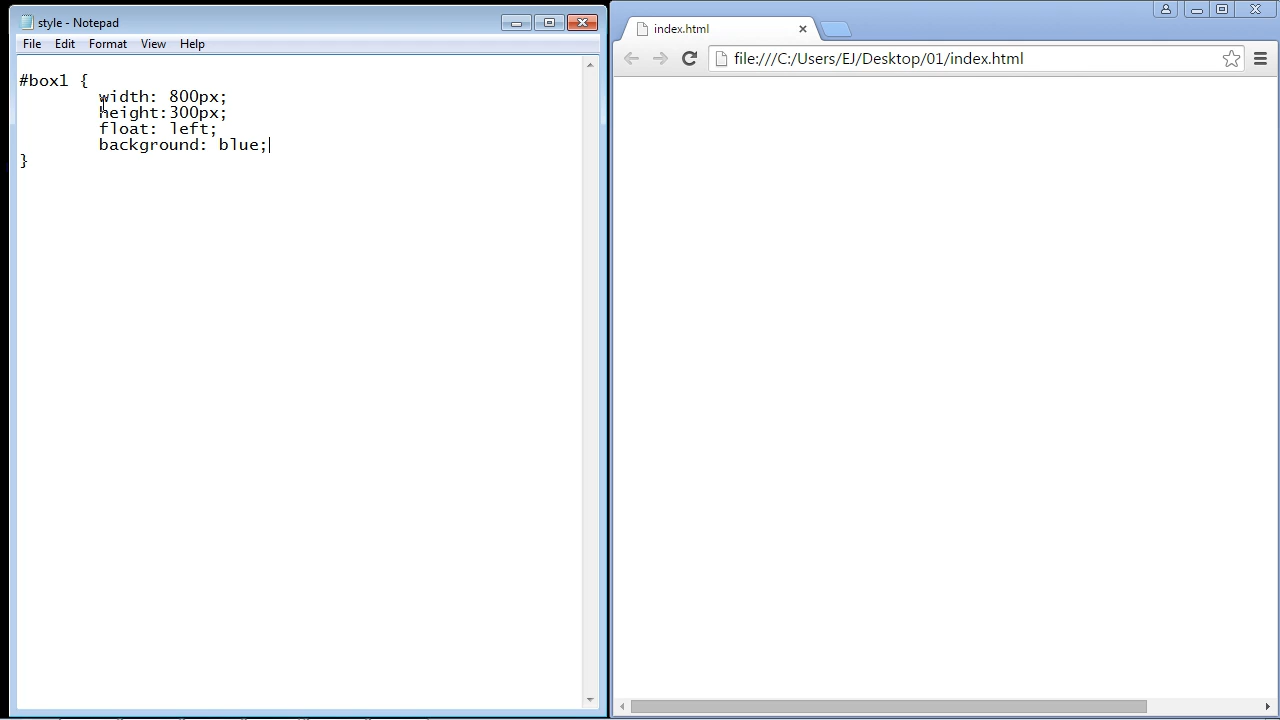 style - Notepad
File Edit Format View Help
#box1 {
width: 800px;
height:300px;
float: left;
background: blue;
}
index.html
file:///C:/Users/EJ/Desktop/01/index.html